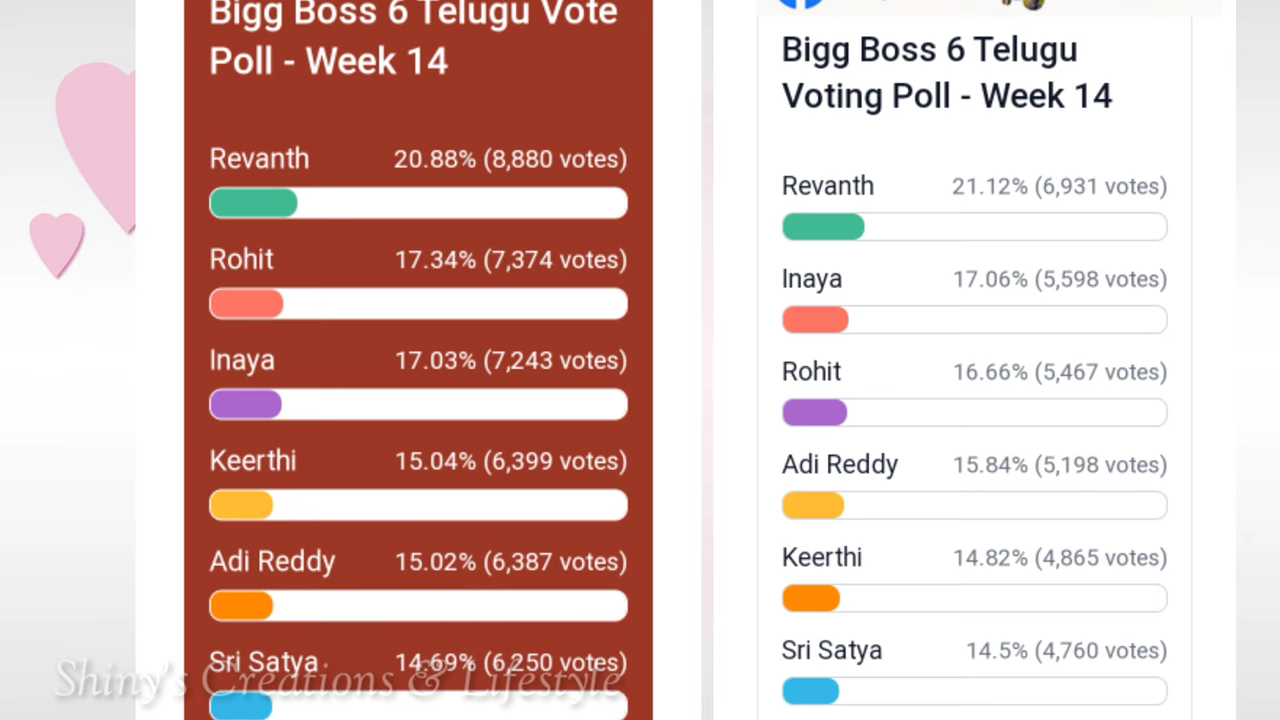 Bigg Boss 6 Telugu Vote
Poll - Week 14
Revanth 20.88% (8,880 votes)
Rohit 17.34% (7,374 votes)
Inaya 17.03% (7,243 votes)
Keerthi 15.04% (6,399 votes)
Adi Reddy 15.02% (6,387 votes)
Sri Satya 14.69% (6,250 votes)
Shiny's Creations & Lifestyle
Bigg Boss 6 Telugu
Voting Poll - Week 14
Revanth 21.12% (6,931 votes)
Inaya 17.06% (5,598 votes)
Rohit 16.66% (5,467 votes)
Adi Reddy 15.84% (5,198 votes)
Keerthi 14.82% (4,865 votes)
Sri Satya 14.5% (4,760 votes)